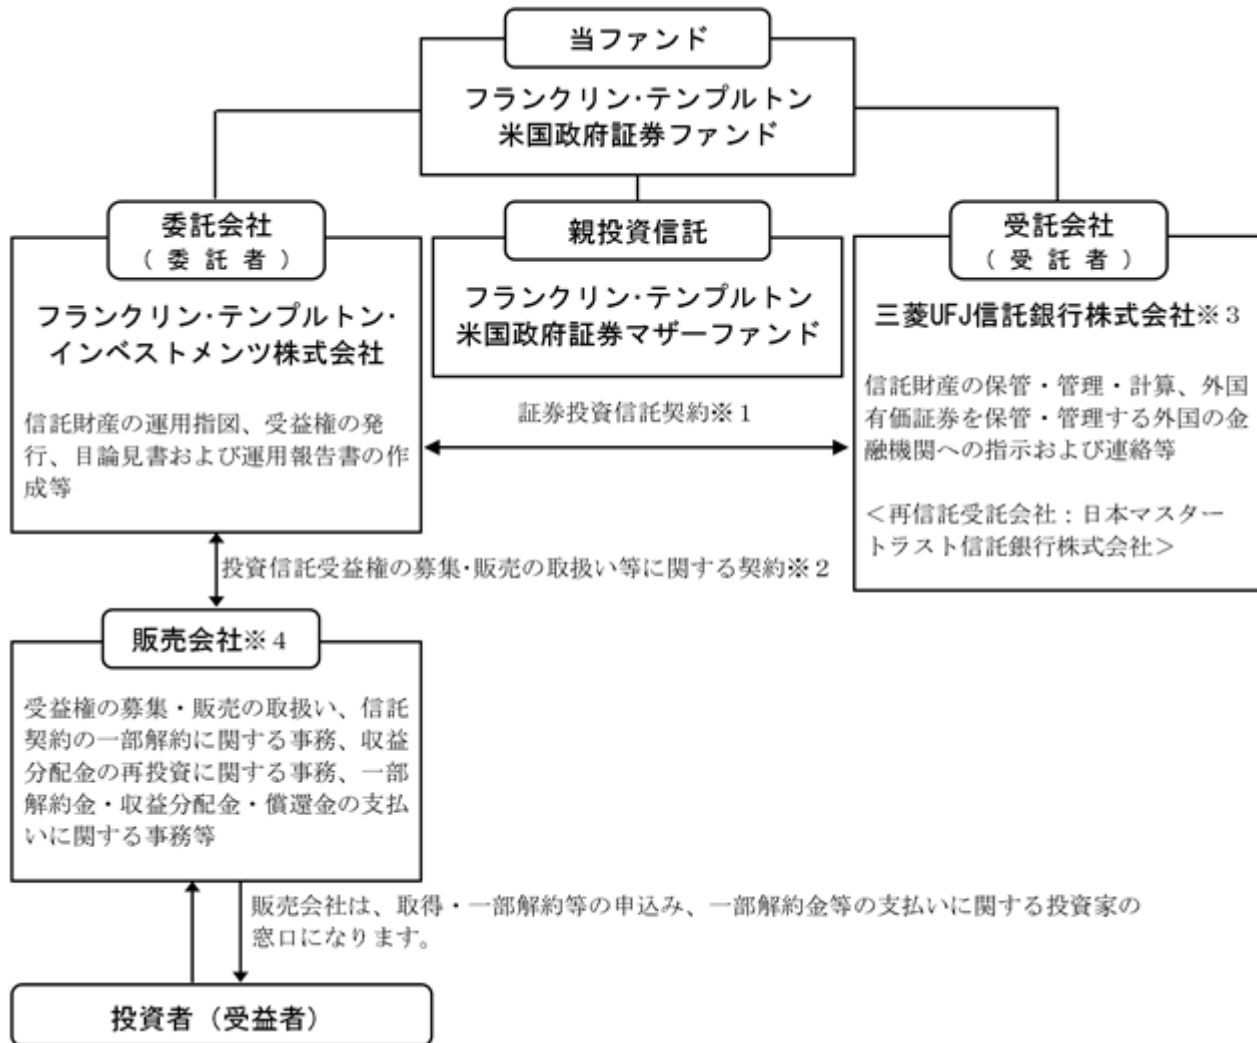 当ファンド
フランクリン・テンプルトン
米国政府証券ファンド
委託会社
（委託者）
フランクリン・テンプルトン・
インベストメンツ株式会社
信託財産の運用指図、受益権の発
行、目論見書および運用報告書の作
成等
親投資信託
フランクリン・テンプルトン
米国政府証券マザーファンド
証券投資信託契約※１
受託会社
（受託者）
三菱UFJ信託銀行株式会社※３
信託財産の保管・管理・計算、外国
有価証券を保管・管理する外国の金
融機関への指示および連絡等
＜再信託受託会社：日本マスター
トラスト信託銀行株式会社＞
投資信託受益権の募集・販売の取扱い等に関する契約※２
販売会社※４
受益権の募集・販売の取扱い、信託
契約の一部解約に関する事務、収益
分配金の再投資に関する事務、一部
解約金・収益分配金・償還金の支払
いに関する事務等
販売会社は、取得・一部解約等の申込み、一部解約金等の支払いに関する投資家の
窓口になります。
投資者（受益者）